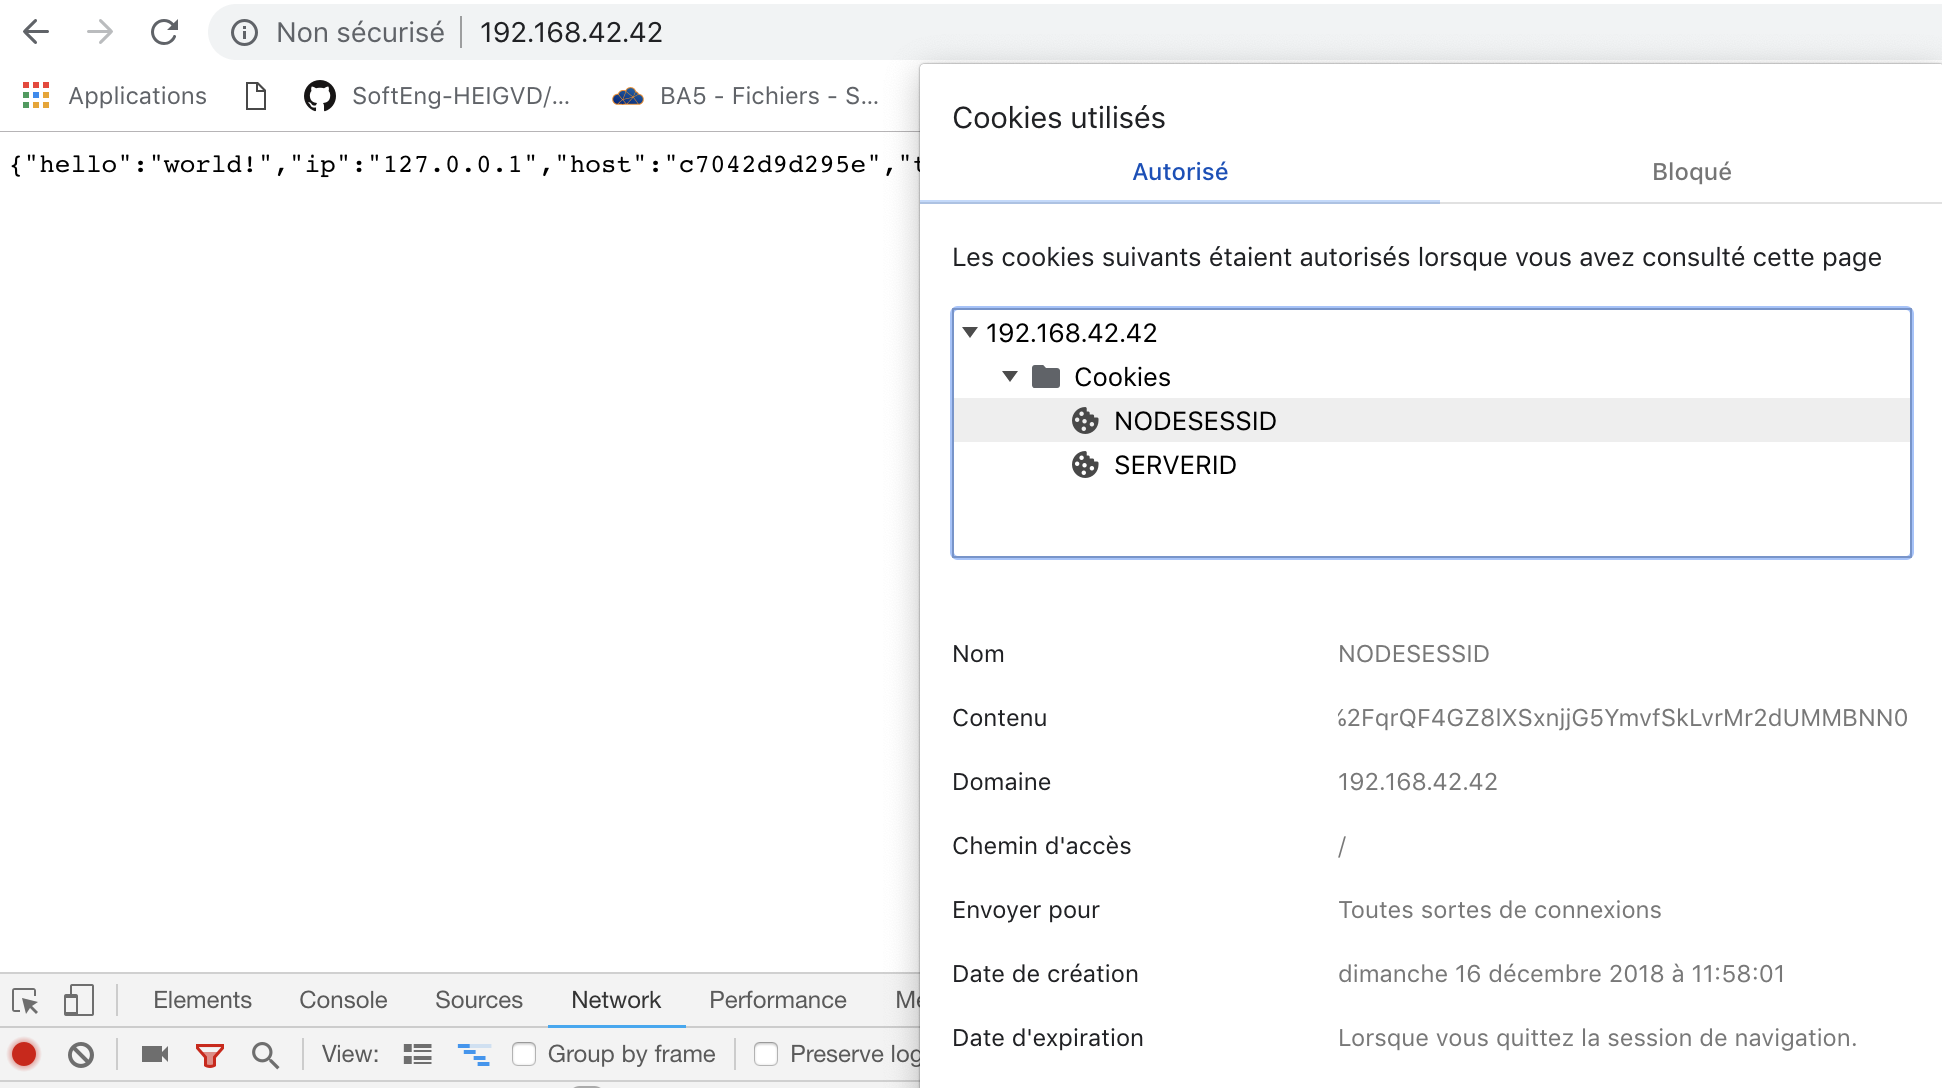 Non sécurisé | 192.168.42.42
Applications SoftEng-HEIGVD/... BA5 - Fichiers - S...
{"hello":"world!","ip":"127.0.0.1","host":"c7042d9d295e","t
Cookies utilisés
Autorisé Bloqué
Les cookies suivants étaient autorisés lorsque vous avez consulté cette page
192.168.42.42
Cookies
NODESESSID
SERVERID
Nom NODESESSID
Contenu %2FqrQF4GZ8lXSxnjjG5YmvfSkLvrMr2dUMMBNN0
Domaine 192.168.42.42
Chemin d'accès /
Envoyer pour Toutes sortes de connexions
Date de création dimanche 16 décembre 2018 à 11:58:01
Date d'expiration Lorsque vous quittez la session de navigation.
Elements Console Sources Network Performance Me
View: Group by frame Preserve log